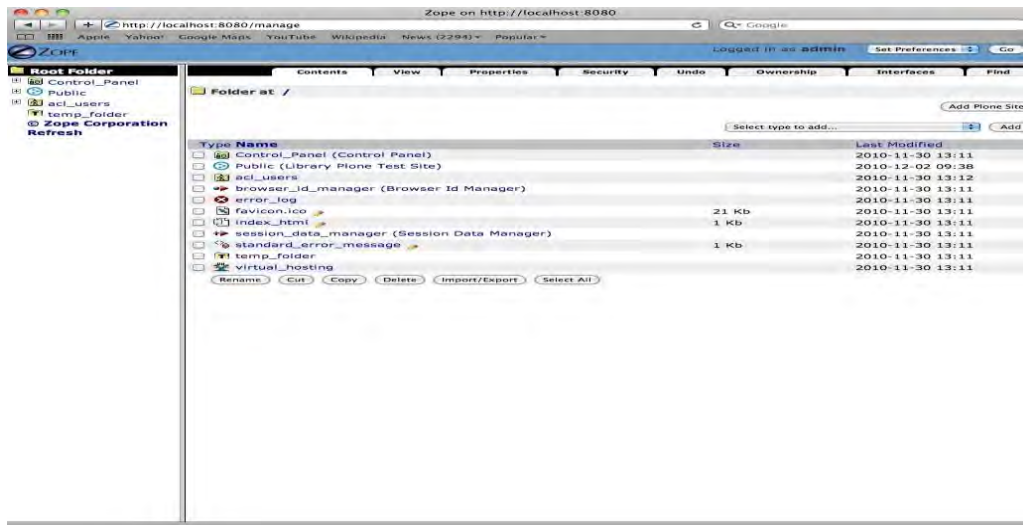 Zope on http://localhost:8080
http://localhost:8080/manage
Google
Apple Yahoo! Google Maps YouTube Wikipedia News (2294) Popular
ZOPE
Logged in as admin
Set Preferences
Go
Root Folder
Control_Panel
Public
acl_users
temp_folder
© Zope Corporation
Refresh
Contents View Properties Security Undo Ownership Interfaces Find
Folder at /
Add Plone Site
Select type to add...
Add
Type Name Size Last Modified
Control_Panel (Control Panel) 2010-11-30 13:11
Public (Library Plone Test Site) 2010-12-02 09:38
acl_users 2010-11-30 13:12
browser_id_manager (Browser Id Manager) 2010-11-30 13:11
error_log 2010-11-30 13:11
favicon.ico 21 Kb 2010-11-30 13:11
index_html 1 Kb 2010-11-30 13:11
session_data_manager (Session Data Manager) 2010-11-30 13:11
standard_error_message 1 Kb 2010-11-30 13:11
temp_folder 2010-11-30 13:11
virtual_hosting 2010-11-30 13:11
Rename Cut Copy Delete Import/Export Select All